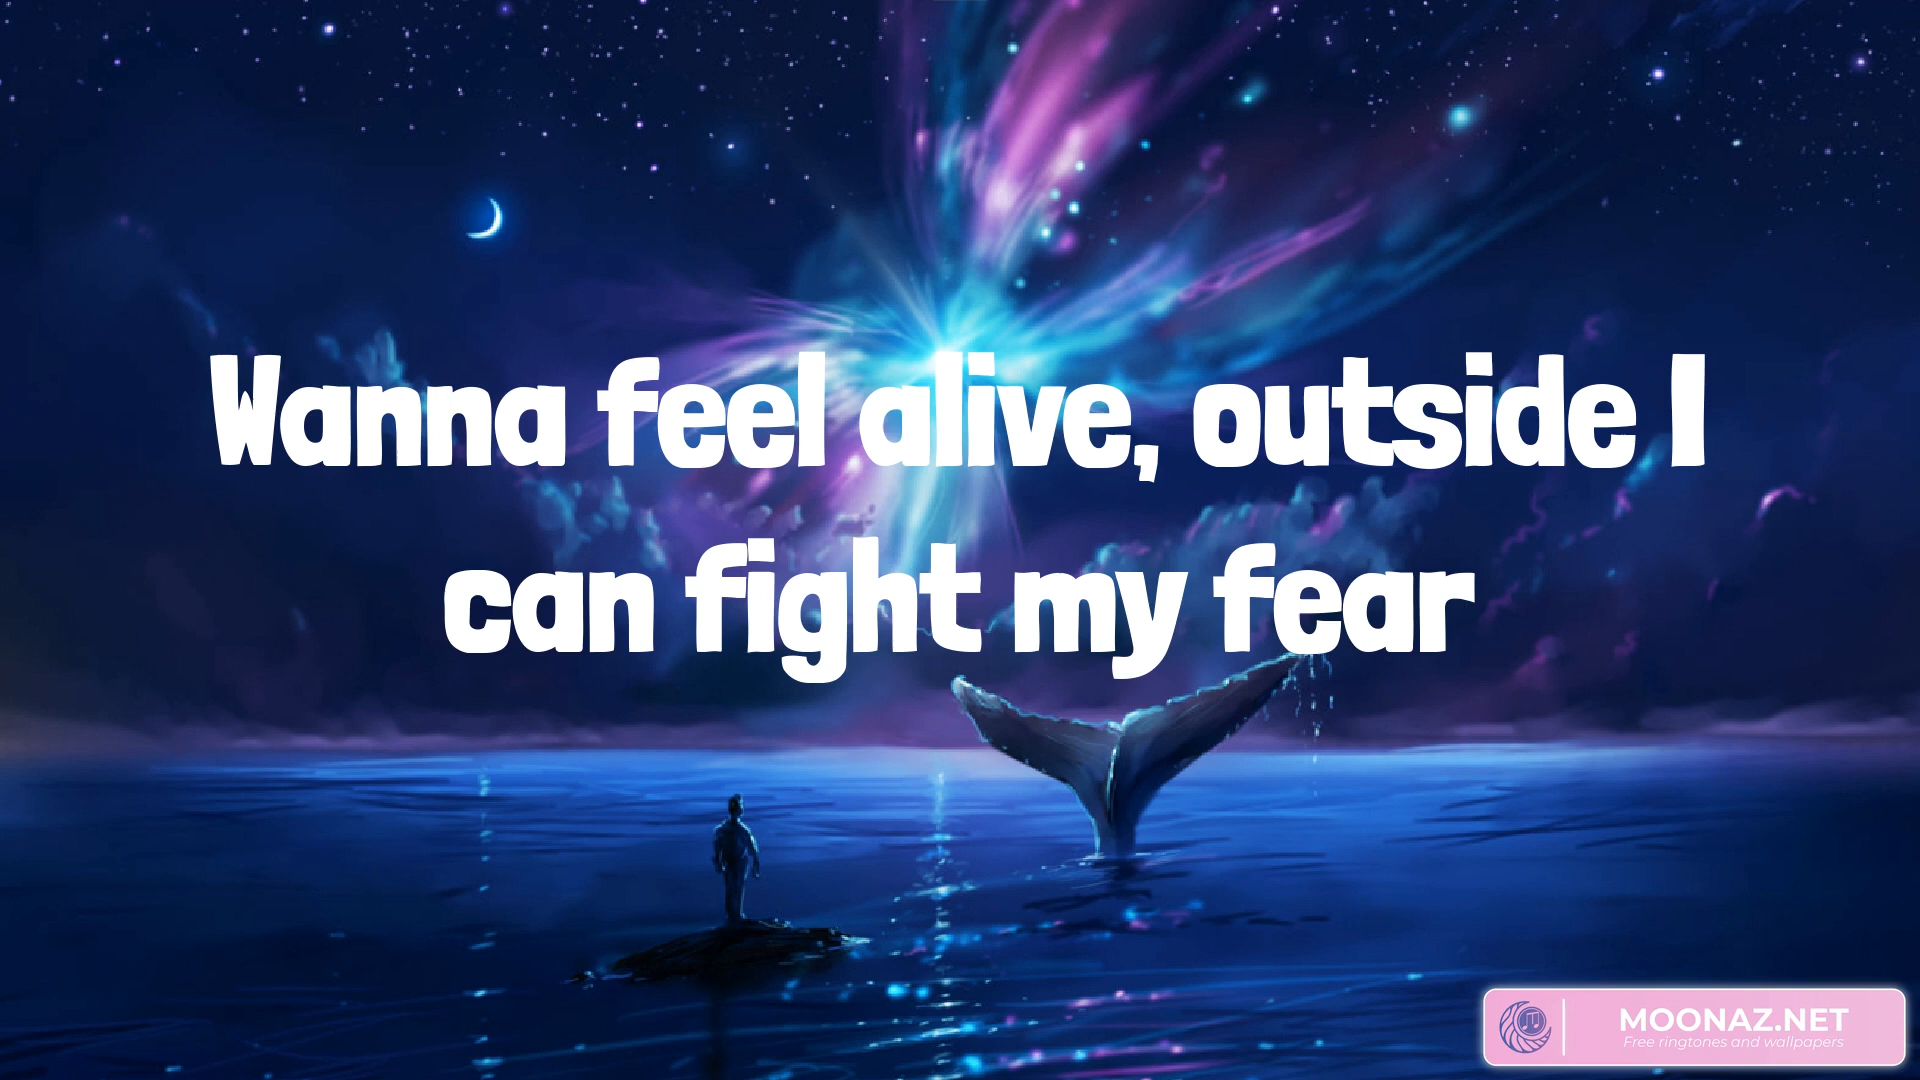 Wanna feel alive, outside I
can fight my fear
MOONAZ.NET
Free ringtones and wallpapers